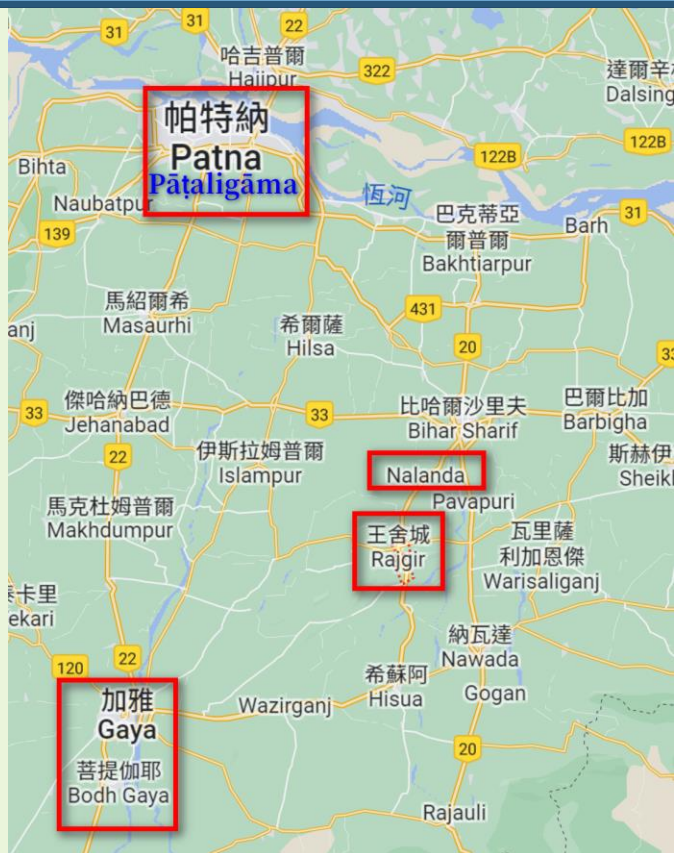 31
31
22
哈吉普爾
Hajipur
322
達爾辛
Dalsing
帕特納
Patna
Pāṭaligāma
122B
122B
Bihta
Naubatpur
恆河
巴克蒂亞
爾普爾
Bakhtiarpur
Barh
31
139
馬紹爾希
Masaurhi
anj
希爾薩
Hilsa
431
20
33
傑哈納巴德
Jehanabad
33
33
比哈爾沙里夫
Bihar Sharif
巴爾比加
Barbigha
22
伊斯拉姆普爾
Islampur
Nalanda
斯赫伊
Sheik
Pavapuri
馬克杜姆普爾
Makhdumpur
王舍城
Rajgir
瓦里薩
利加恩傑
Warisaliganj
卡里
ekari
納瓦達
Nawada
120
22
希蘇阿
Hisua
Gogan
加雅
Gaya
Wazirganj
菩提伽耶
Bodh Gaya
20
Rajauli